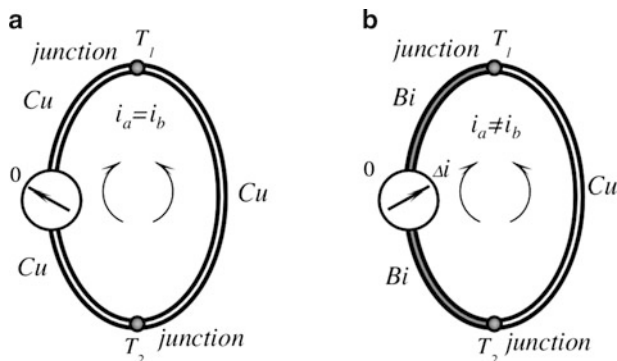 a
T1
junction
Cu
ia=ib
0
Cu
Cu
T2
junction
b
T1
junction
Bi
ia≠ib
0
Δi
Cu
Bi
T2
junction